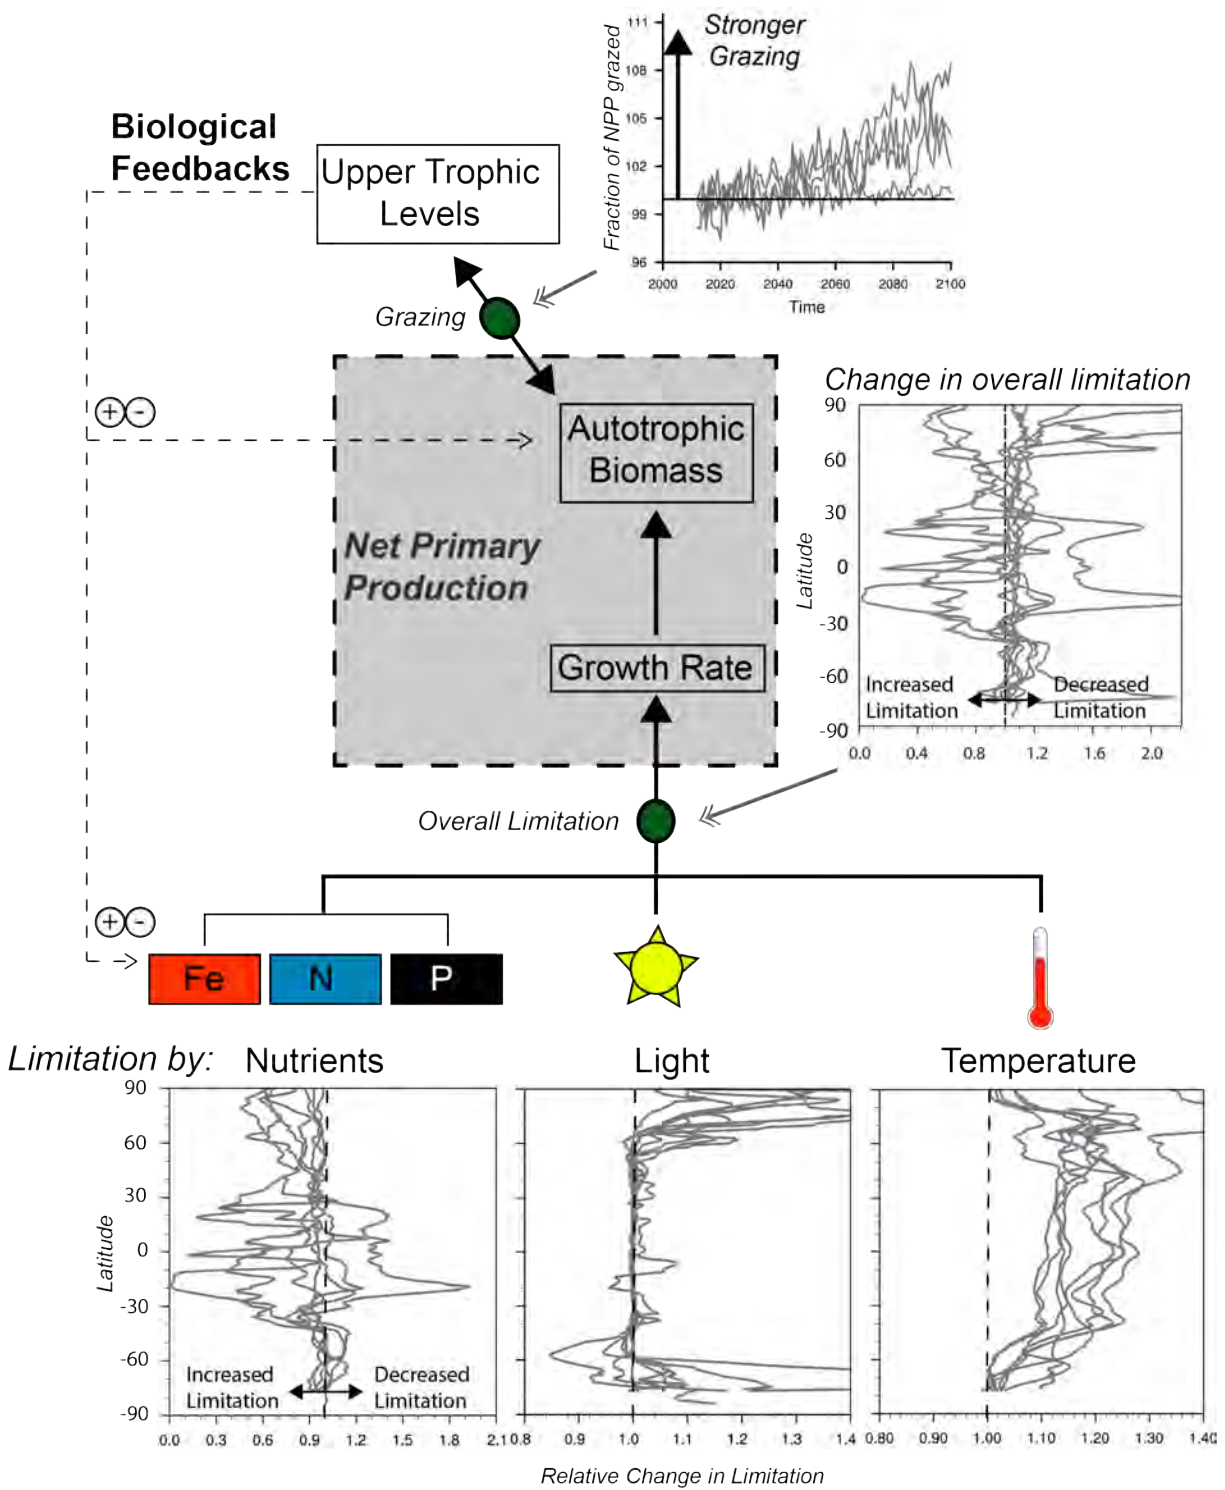 111
108
105
102
99
96
Fraction of NPP grazed
Stronger
Grazing
2000
2020
2040
2060
2080
2100
Time
Biological
Feedbacks
Upper Trophic
Levels
Grazing
+
-
Autotrophic
Biomass
Net Primary
Production
Growth Rate
Change in overall limitation
90
60
30
0
-30
-60
-90
Latitude
Increased
Limitation
Decreased
Limitation
0.0
0.4
0.8
1.2
1.6
2.0
Overall Limitation
+
-
Fe
N
P
Limitation by:
Nutrients
Light
Temperature
90
60
30
0
-30
-60
-90
Latitude
Increased
Limitation
Decreased
Limitation
0.0
0.3
0.6
0.9
1.2
1.5
1.8
2.1
0.8
0.9
1.0
1.1
1.2
1.3
1.4
0.80
0.90
1.00
1.10
1.20
1.30
1.40
Relative Change in Limitation